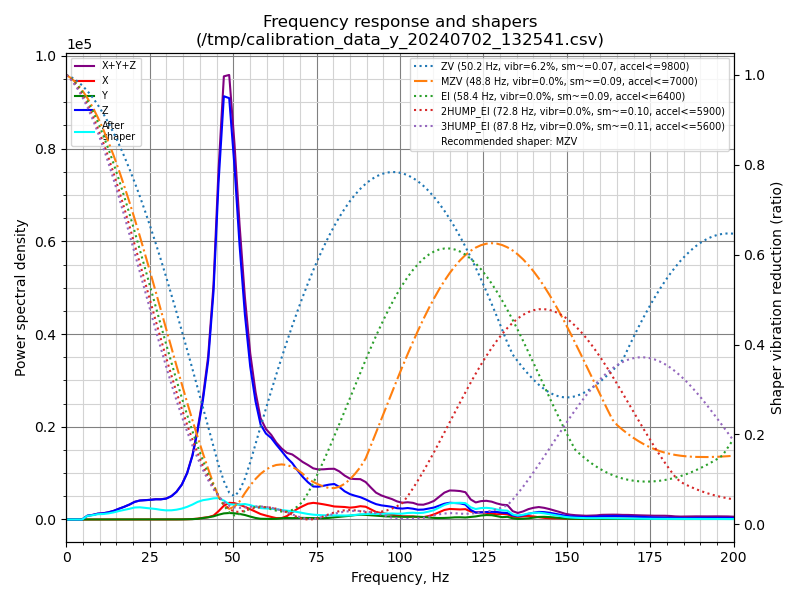 Frequency response and shapers
(/tmp/calibration_data_y_20240702_132541.csv)
1e5
X+Y+Z
X
Y
Z
After
shaper
ZV (50.2 Hz, vibr=6.2%, sm~=0.07, accel<=9800)
MZV (48.8 Hz, vibr=0.0%, sm~=0.09, accel<=7000)
EI (58.4 Hz, vibr=0.0%, sm~=0.09, accel<=6400)
2HUMP_EI (72.8 Hz, vibr=0.0%, sm~=0.10, accel<=5900)
3HUMP_EI (87.8 Hz, vibr=0.0%, sm~=0.11, accel<=5600)
Recommended shaper: MZV
Power spectral density
1.0
0.8
0.6
0.4
0.2
0.0
Shaper vibration reduction (ratio)
1.0
0.8
0.6
0.4
0.2
0.0
0 25 50 75 100 125 150 175 200
Frequency, Hz